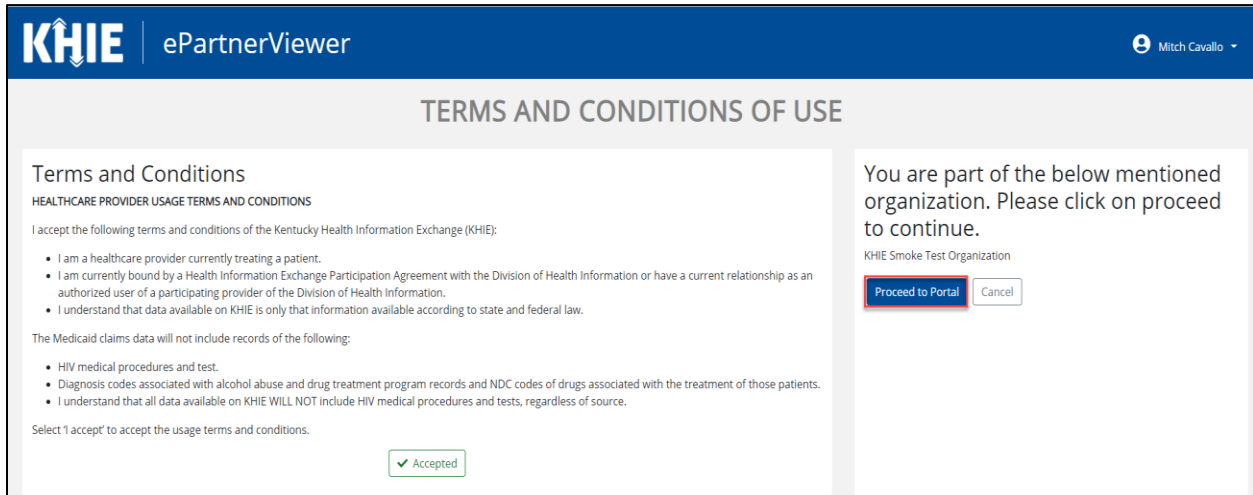 KHIE ePartnerViewer
Mitch Cavallo
TERMS AND CONDITIONS OF USE
Terms and Conditions
HEALTHCARE PROVIDER USAGE TERMS AND CONDITIONS
I accept the following terms and conditions of the Kentucky Health Information Exchange (KHIE):
• I am a healthcare provider currently treating a patient.
• I am currently bound by a Health Information Exchange Participation Agreement with the Division of Health Information or have a current relationship as an
authorized user of a participating provider of the Division of Health Information.
• I understand that data available on KHIE is only that information available according to state and federal law.
The Medicaid claims data will not include records of the following:
• HIV medical procedures and test.
• Diagnosis codes associated with alcohol abuse and drug treatment program records and NDC codes of drugs associated with the treatment of those patients.
• I understand that all data available on KHIE WILL NOT include HIV medical procedures and tests, regardless of source.
Select 'I accept' to accept the usage terms and conditions.
Accepted
You are part of the below mentioned
organization. Please click on proceed
to continue.
KHIE Smoke Test Organization
Proceed to Portal Cancel